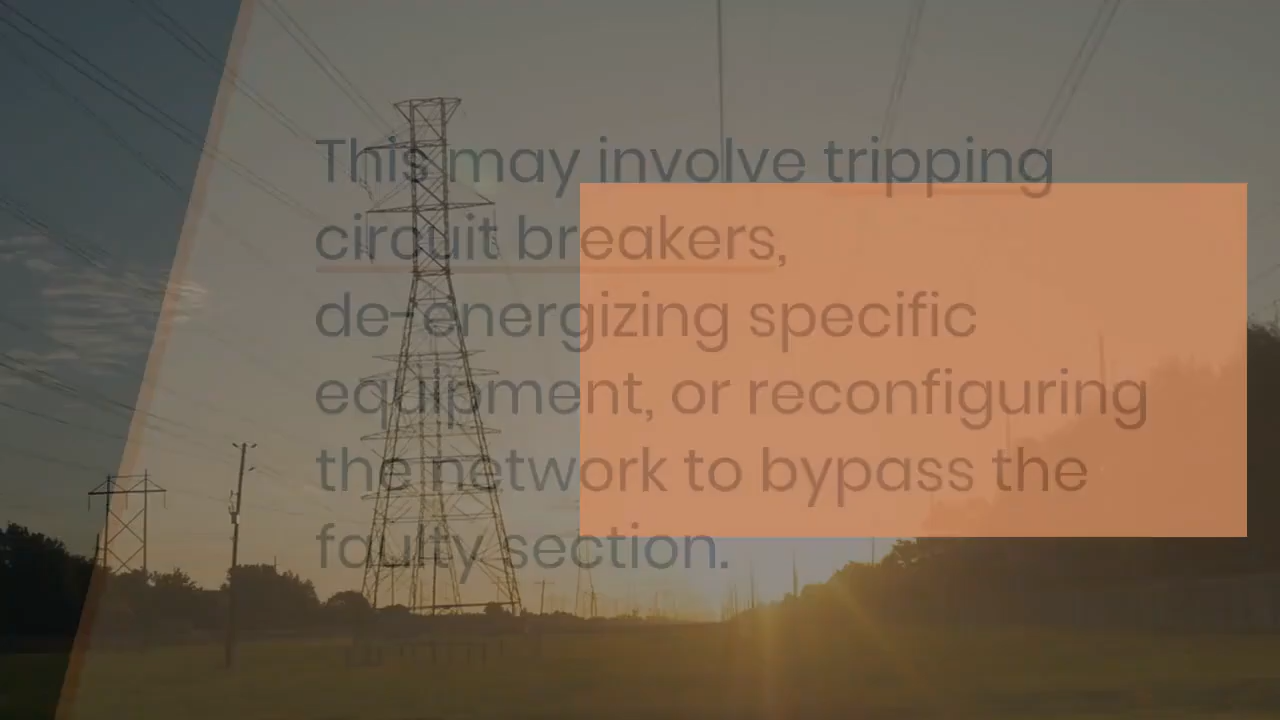 This may involve tripping
circuit breakers,
de-energizing specific
equipment, or reconfiguring
the network to bypass the
faulty section.